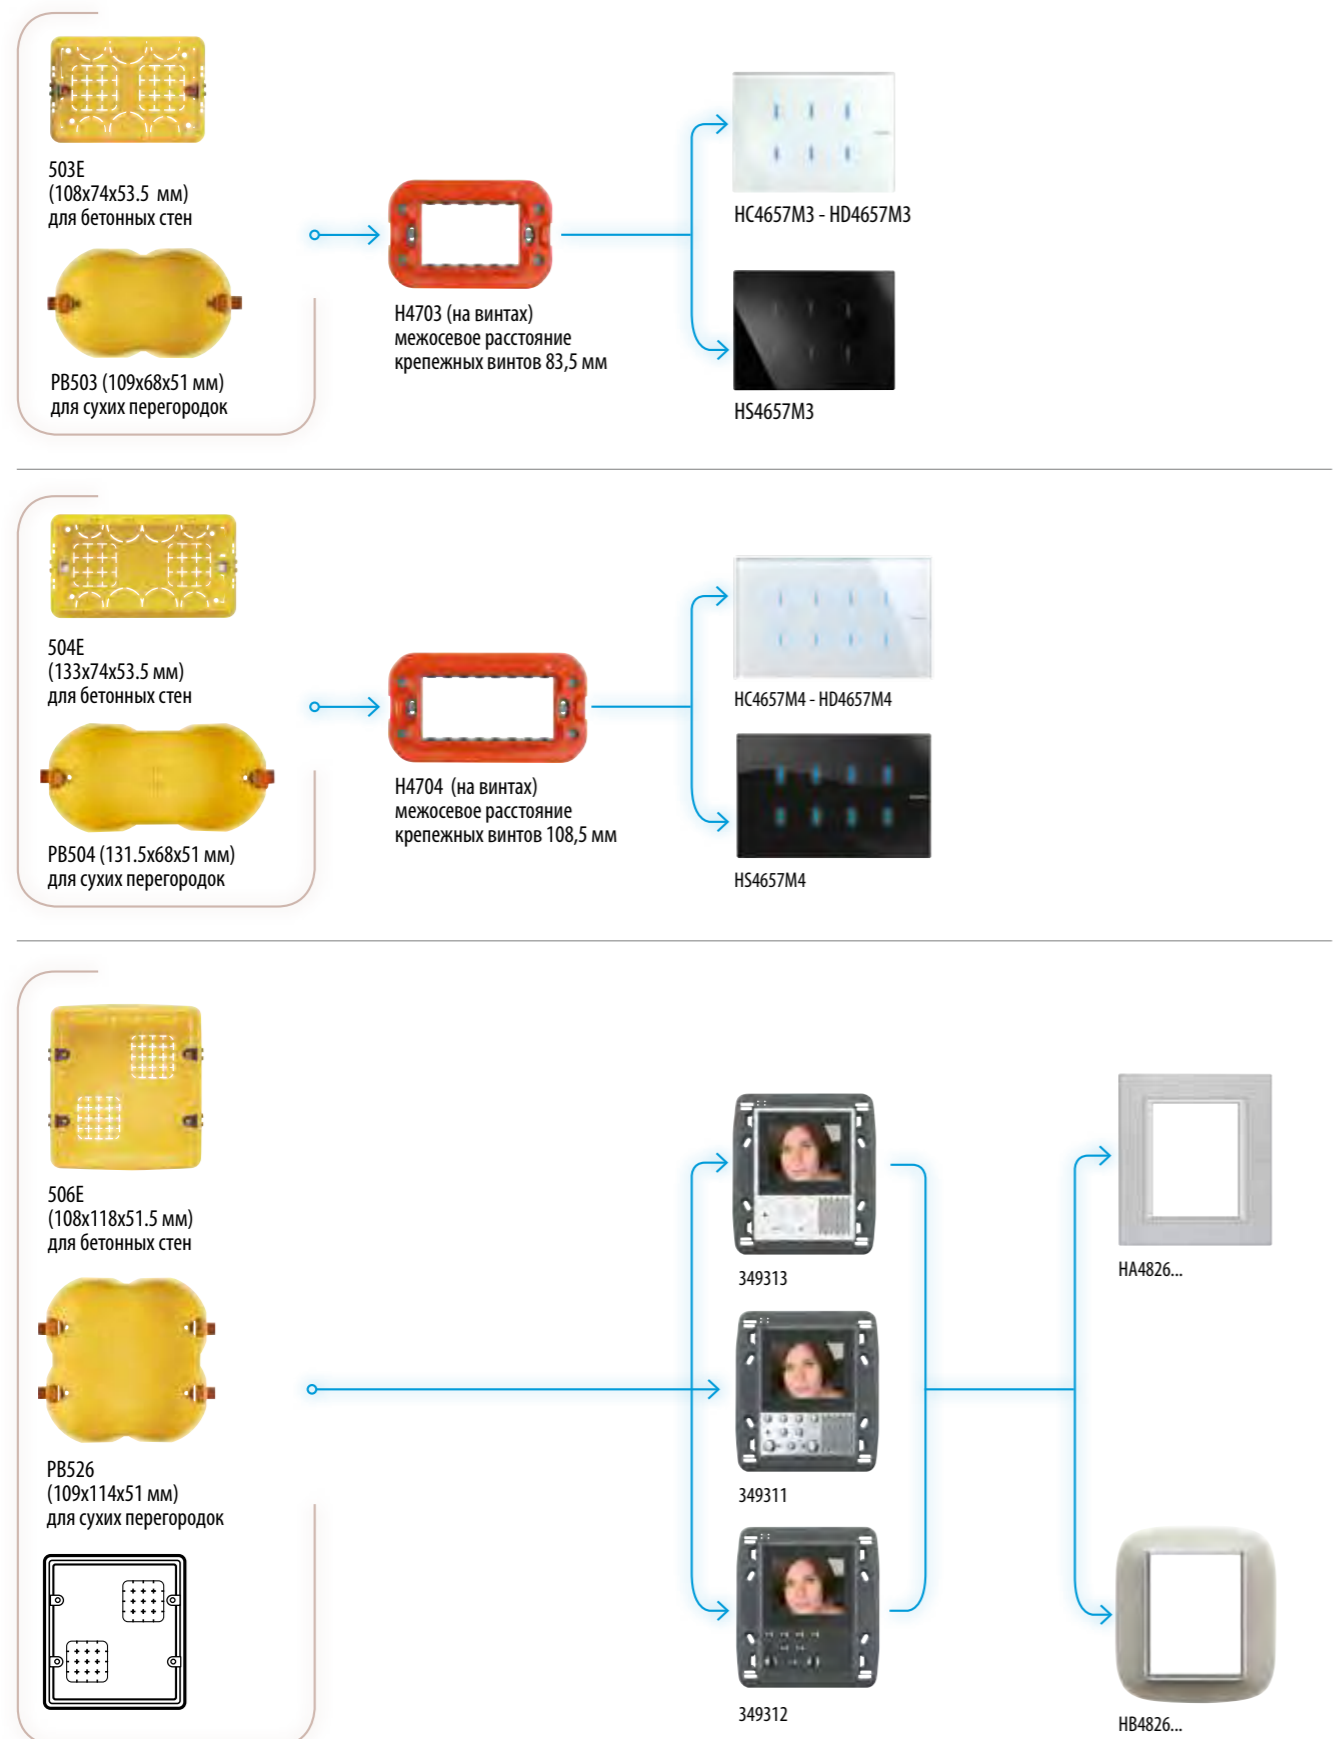 503E
(108x74x53.5 мм)
для бетонных стен
PB503 (109x68x51 мм)
для сухих перегородок
H4703 (на винтах)
межосевое расстояние
крепежных винтов 83,5 мм
HC4657M3 - HD4657M3
HS4657M3
504E
(133x74x53.5 мм)
для бетонных стен
PB504 (131.5x68x51 мм)
для сухих перегородок
H4704 (на винтах)
межосевое расстояние
крепежных винтов 108,5 мм
HC4657M4 - HD4657M4
HS4657M4
506E
(108x118x51.5 мм)
для бетонных стен
PB526
(109x114x51 мм)
для сухих перегородок
349313
349311
349312
HA4826...
HB4826...